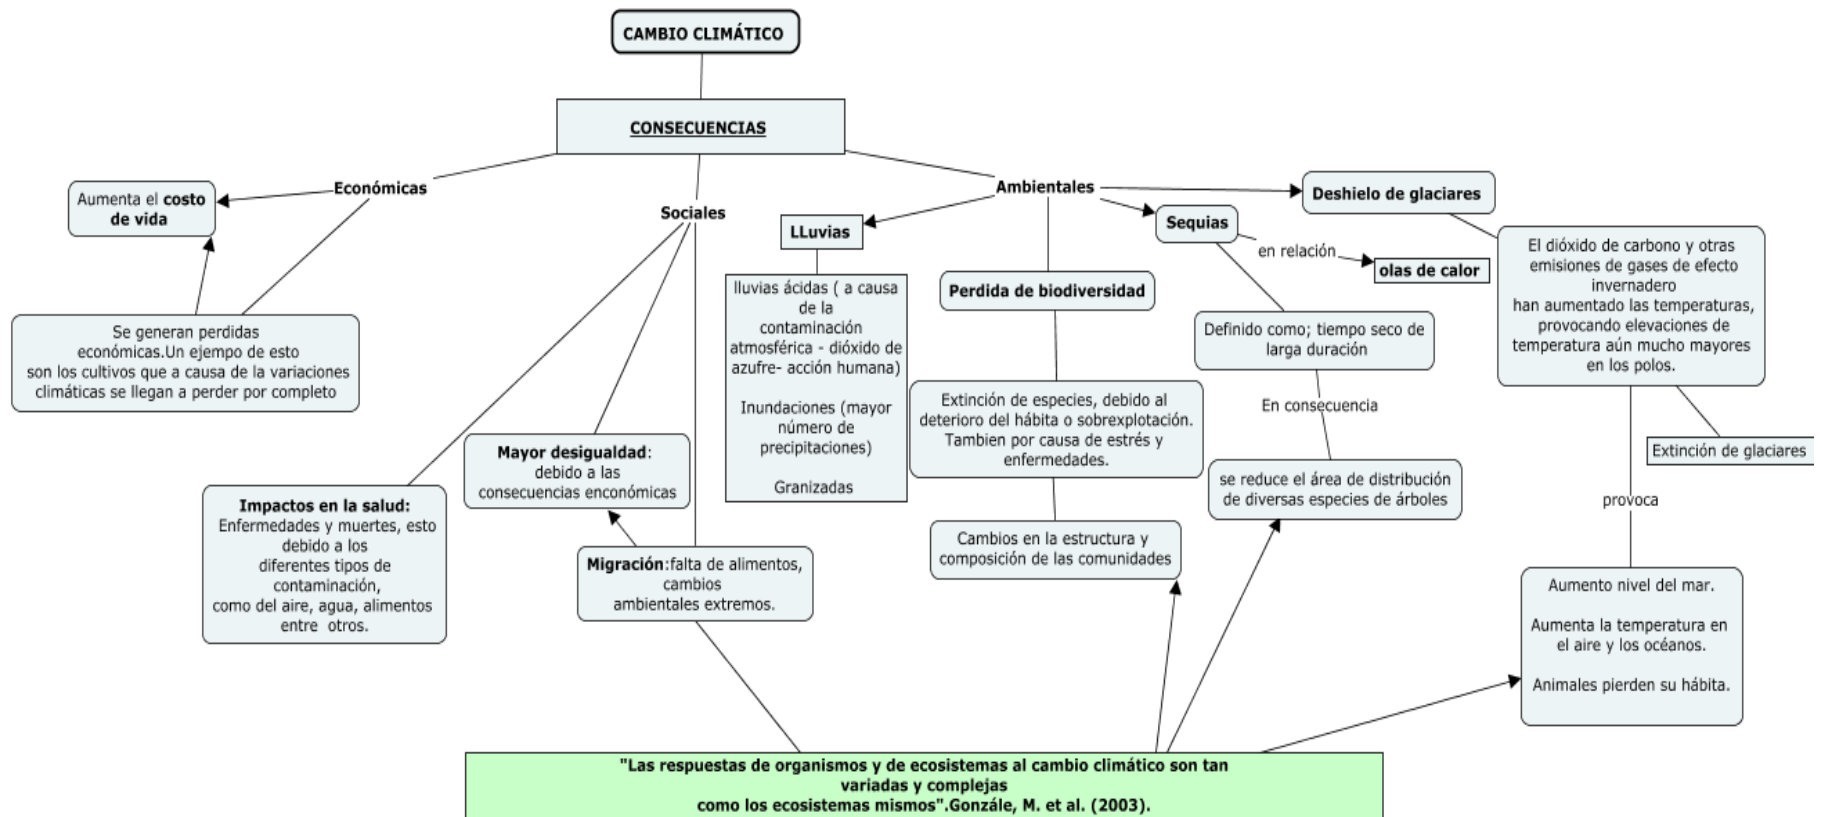 CAMBIO CLIMÁTICO
CONSECUENCIAS
Económicas
Aumenta el costo
de vida
Se generan perdidas
económicas.Un ejempo de esto
son los cultivos que a causa de la variaciones
climáticas se llegan a perder por completo
Sociales
Impactos en la salud:
Enfermedades y muertes, esto
debido a los
diferentes tipos de
contaminación,
como del aire, agua, alimentos
entre otros.
Mayor desigualdad:
debido a las
consecuencias enconómicas
Migración:falta de alimentos,
cambios
ambientales extremos.
Ambientales
LLuvias
lluvias ácidas ( a causa
de la
contaminación
atmosférica - dióxido de
azufre- acción humana)
Inundaciones (mayor
número de
precipitaciones)
Granizadas
Perdida de biodiversidad
Extinción de especies, debido al
deterioro del hábita o sobrexplotación.
Tambien por causa de estrés y
enfermedades.
Cambios en la estructura y
composición de las comunidades
Sequias
en relación
olas de calor
Definido como; tiempo seco de
larga duración
En consecuencia
se reduce el área de distribución
de diversas especies de árboles
Deshielo de glaciares
El dióxido de carbono y otras
emisiones de gases de efecto
invernadero
han aumentado las temperaturas,
provocando elevaciones de
temperatura aún mucho mayores
en los polos.
Extinción de glaciares
provoca
Aumento nivel del mar.
Aumenta la temperatura en
el aire y los océanos.
Animales pierden su hábita.
"Las respuestas de organismos y de ecosistemas al cambio climático son tan
variadas y complejas
como los ecosistemas mismos".Gonzále, M. et al. (2003).